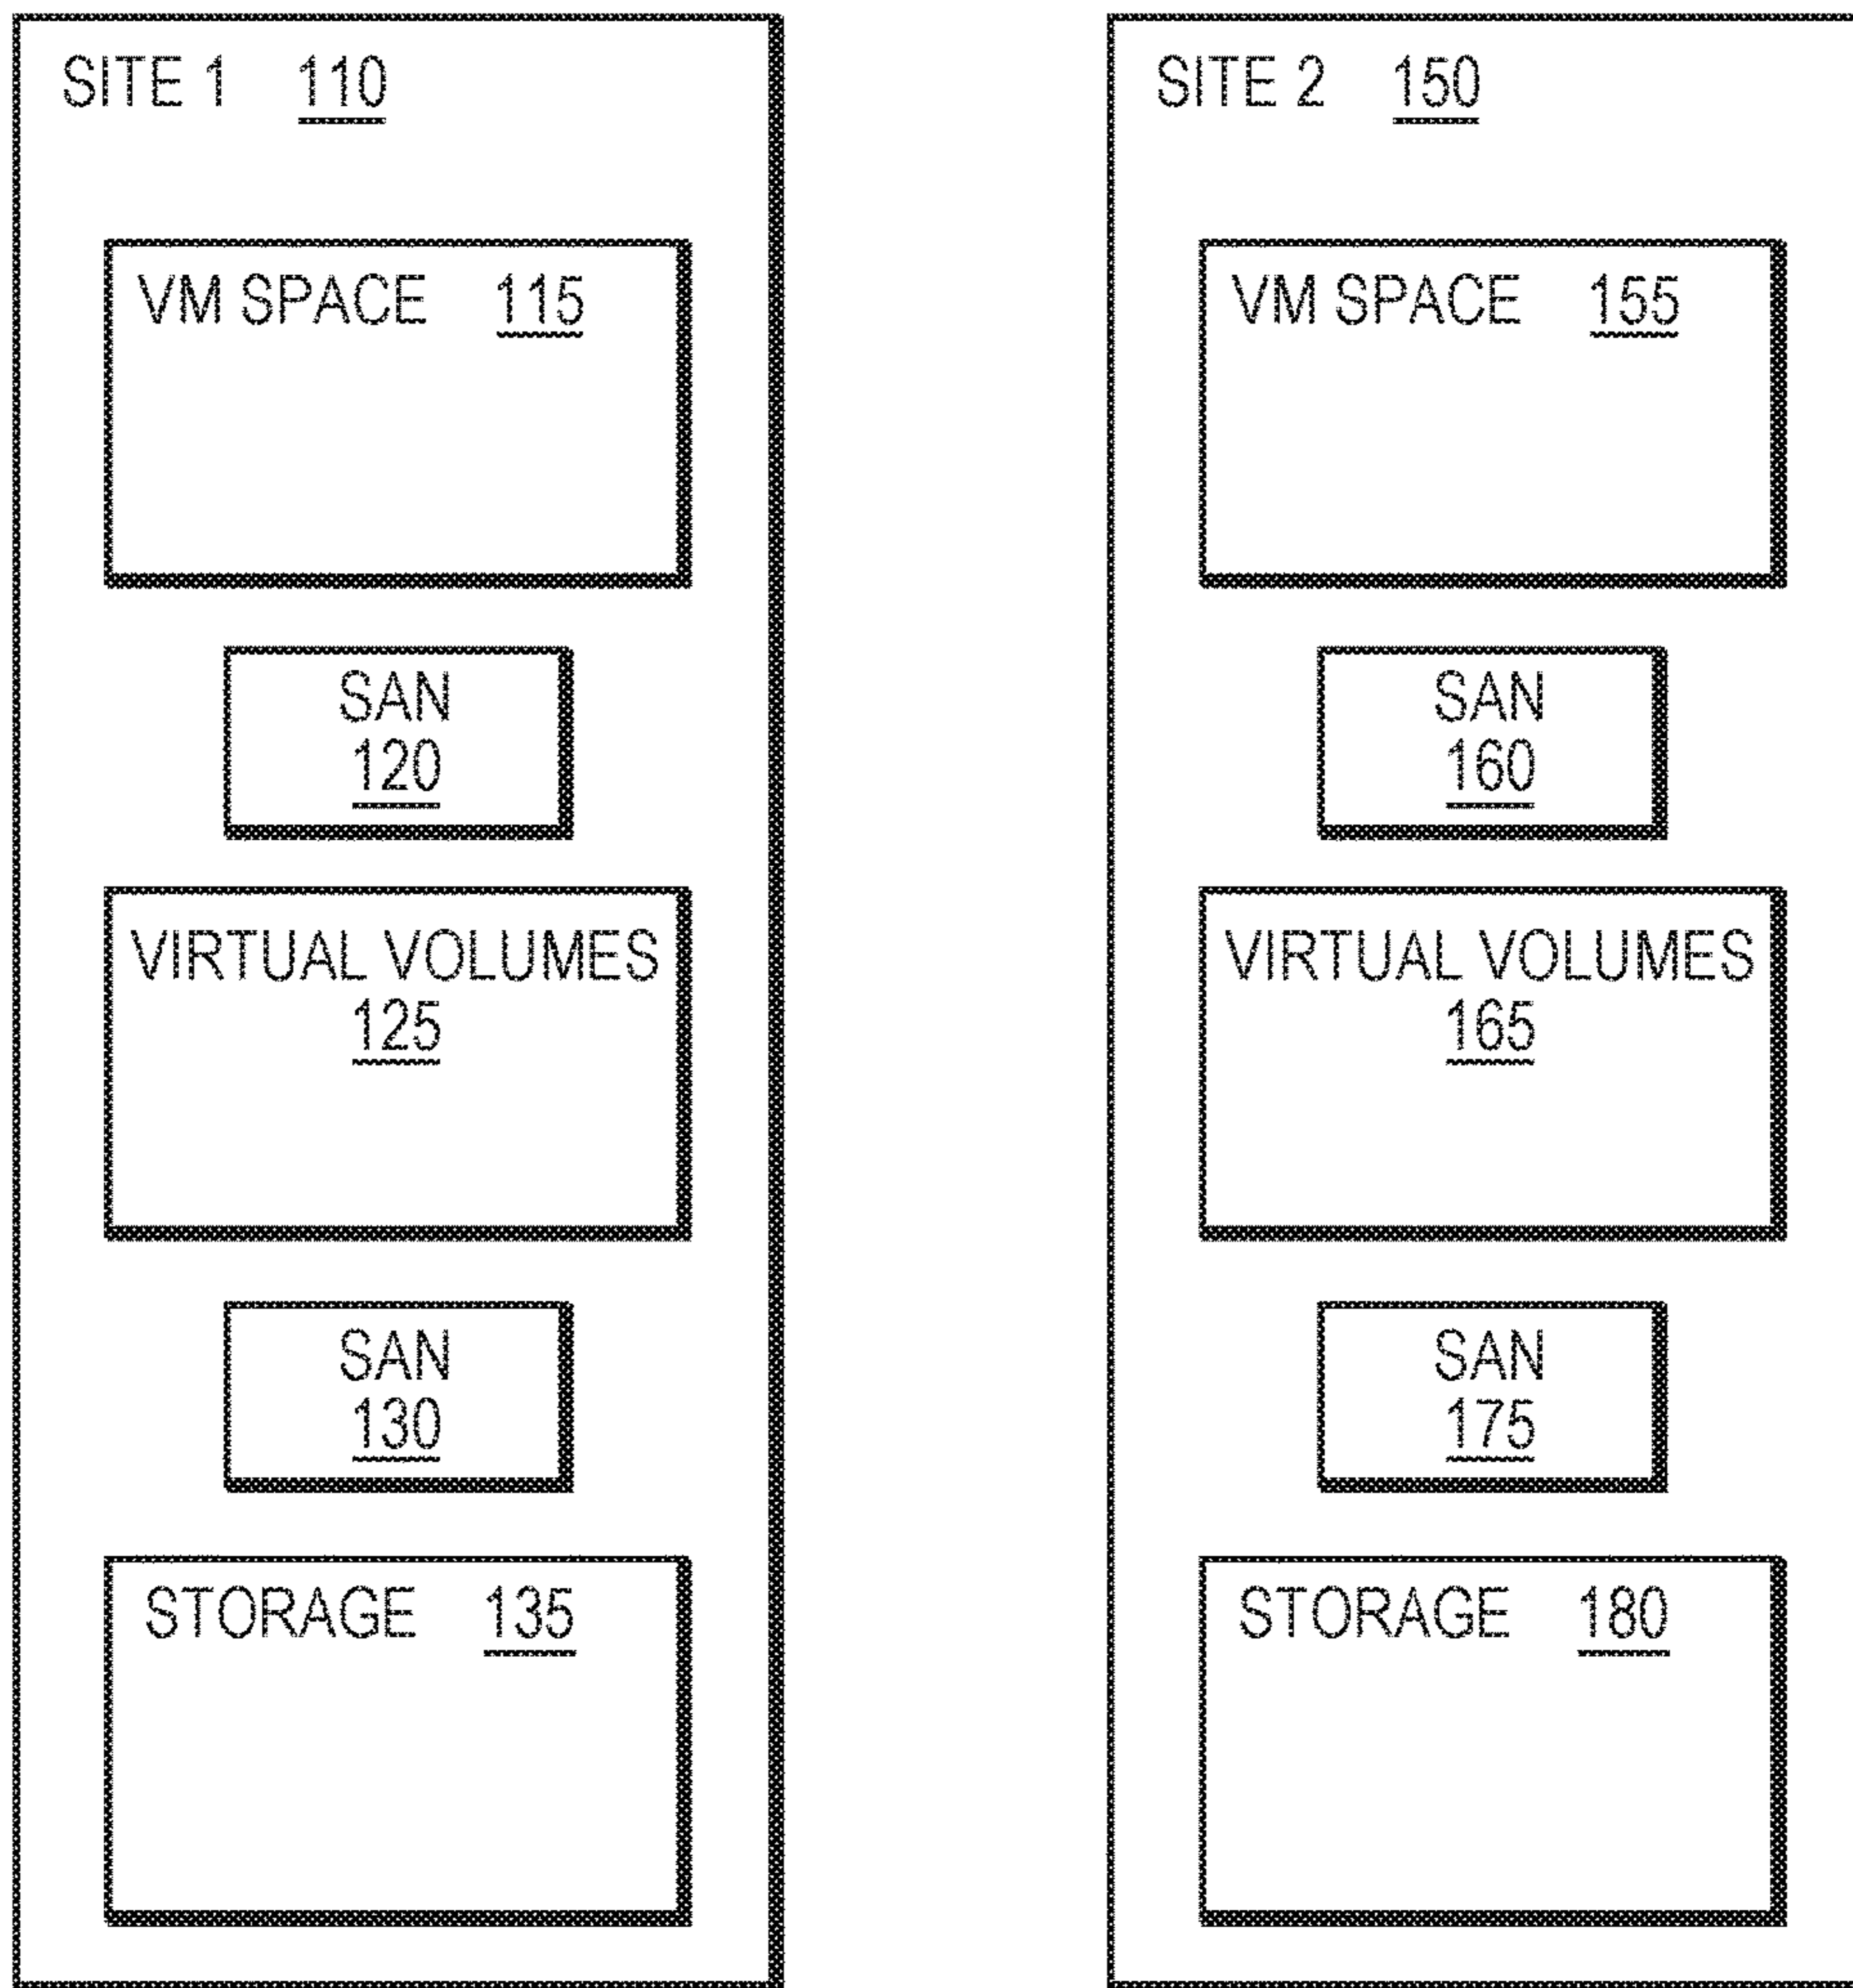 SITE 1 110
VM SPACE 115
SAN
120
VIRTUAL VOLUMES
125
SAN
130
STORAGE 135
SITE 2 150
VM SPACE 155
SAN
160
VIRTUAL VOLUMES
165
SAN
175
STORAGE 180